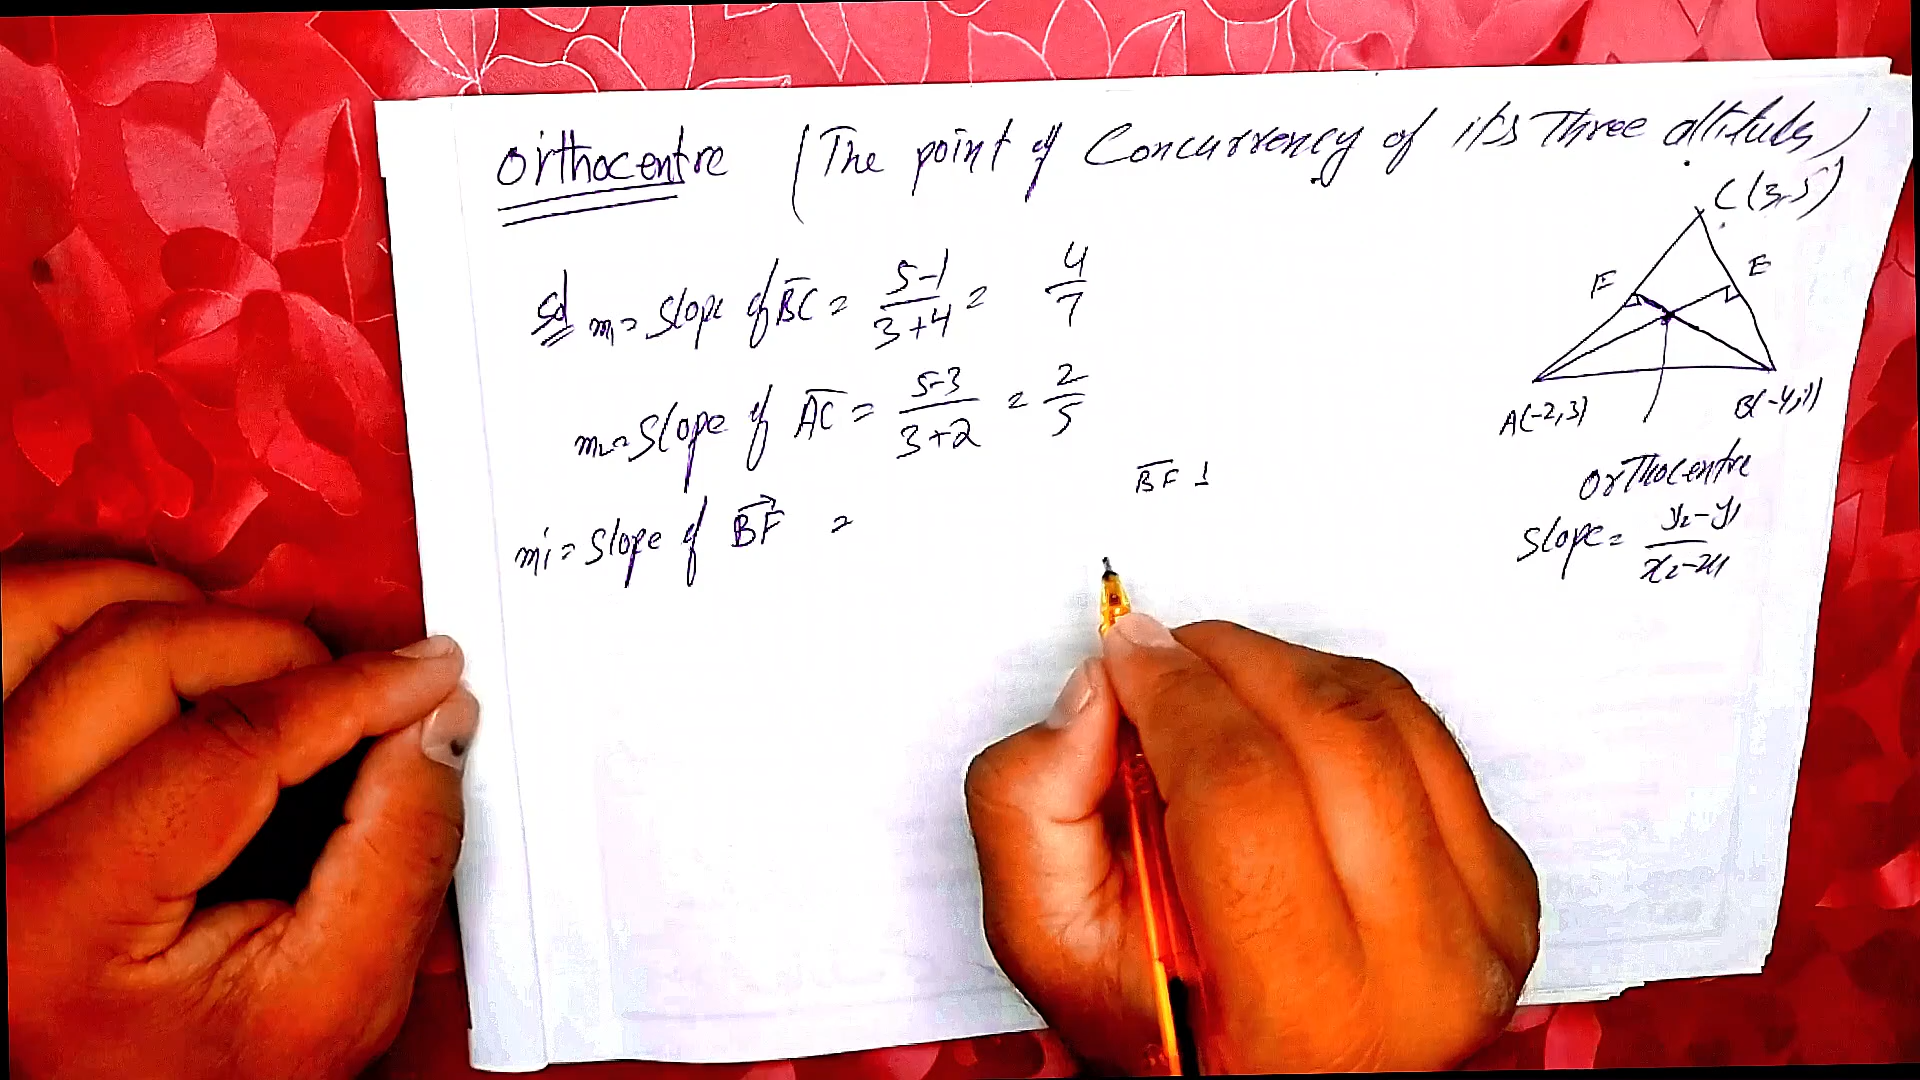 Orthocentre (The point of Concurrency of its Three altitudes)
C(3,5)
F
E
A(-2,3)
B(-4,1)
Orthocentre
Slope = y₂-y₁/x₂-x₁
Sol m₁ = Slope of BC = 5-1/3+4 = 4/7
m₂ = Slope of AC = 5-3/3+2 = 2/5
BF ⊥
m₁ = Slope of BF =